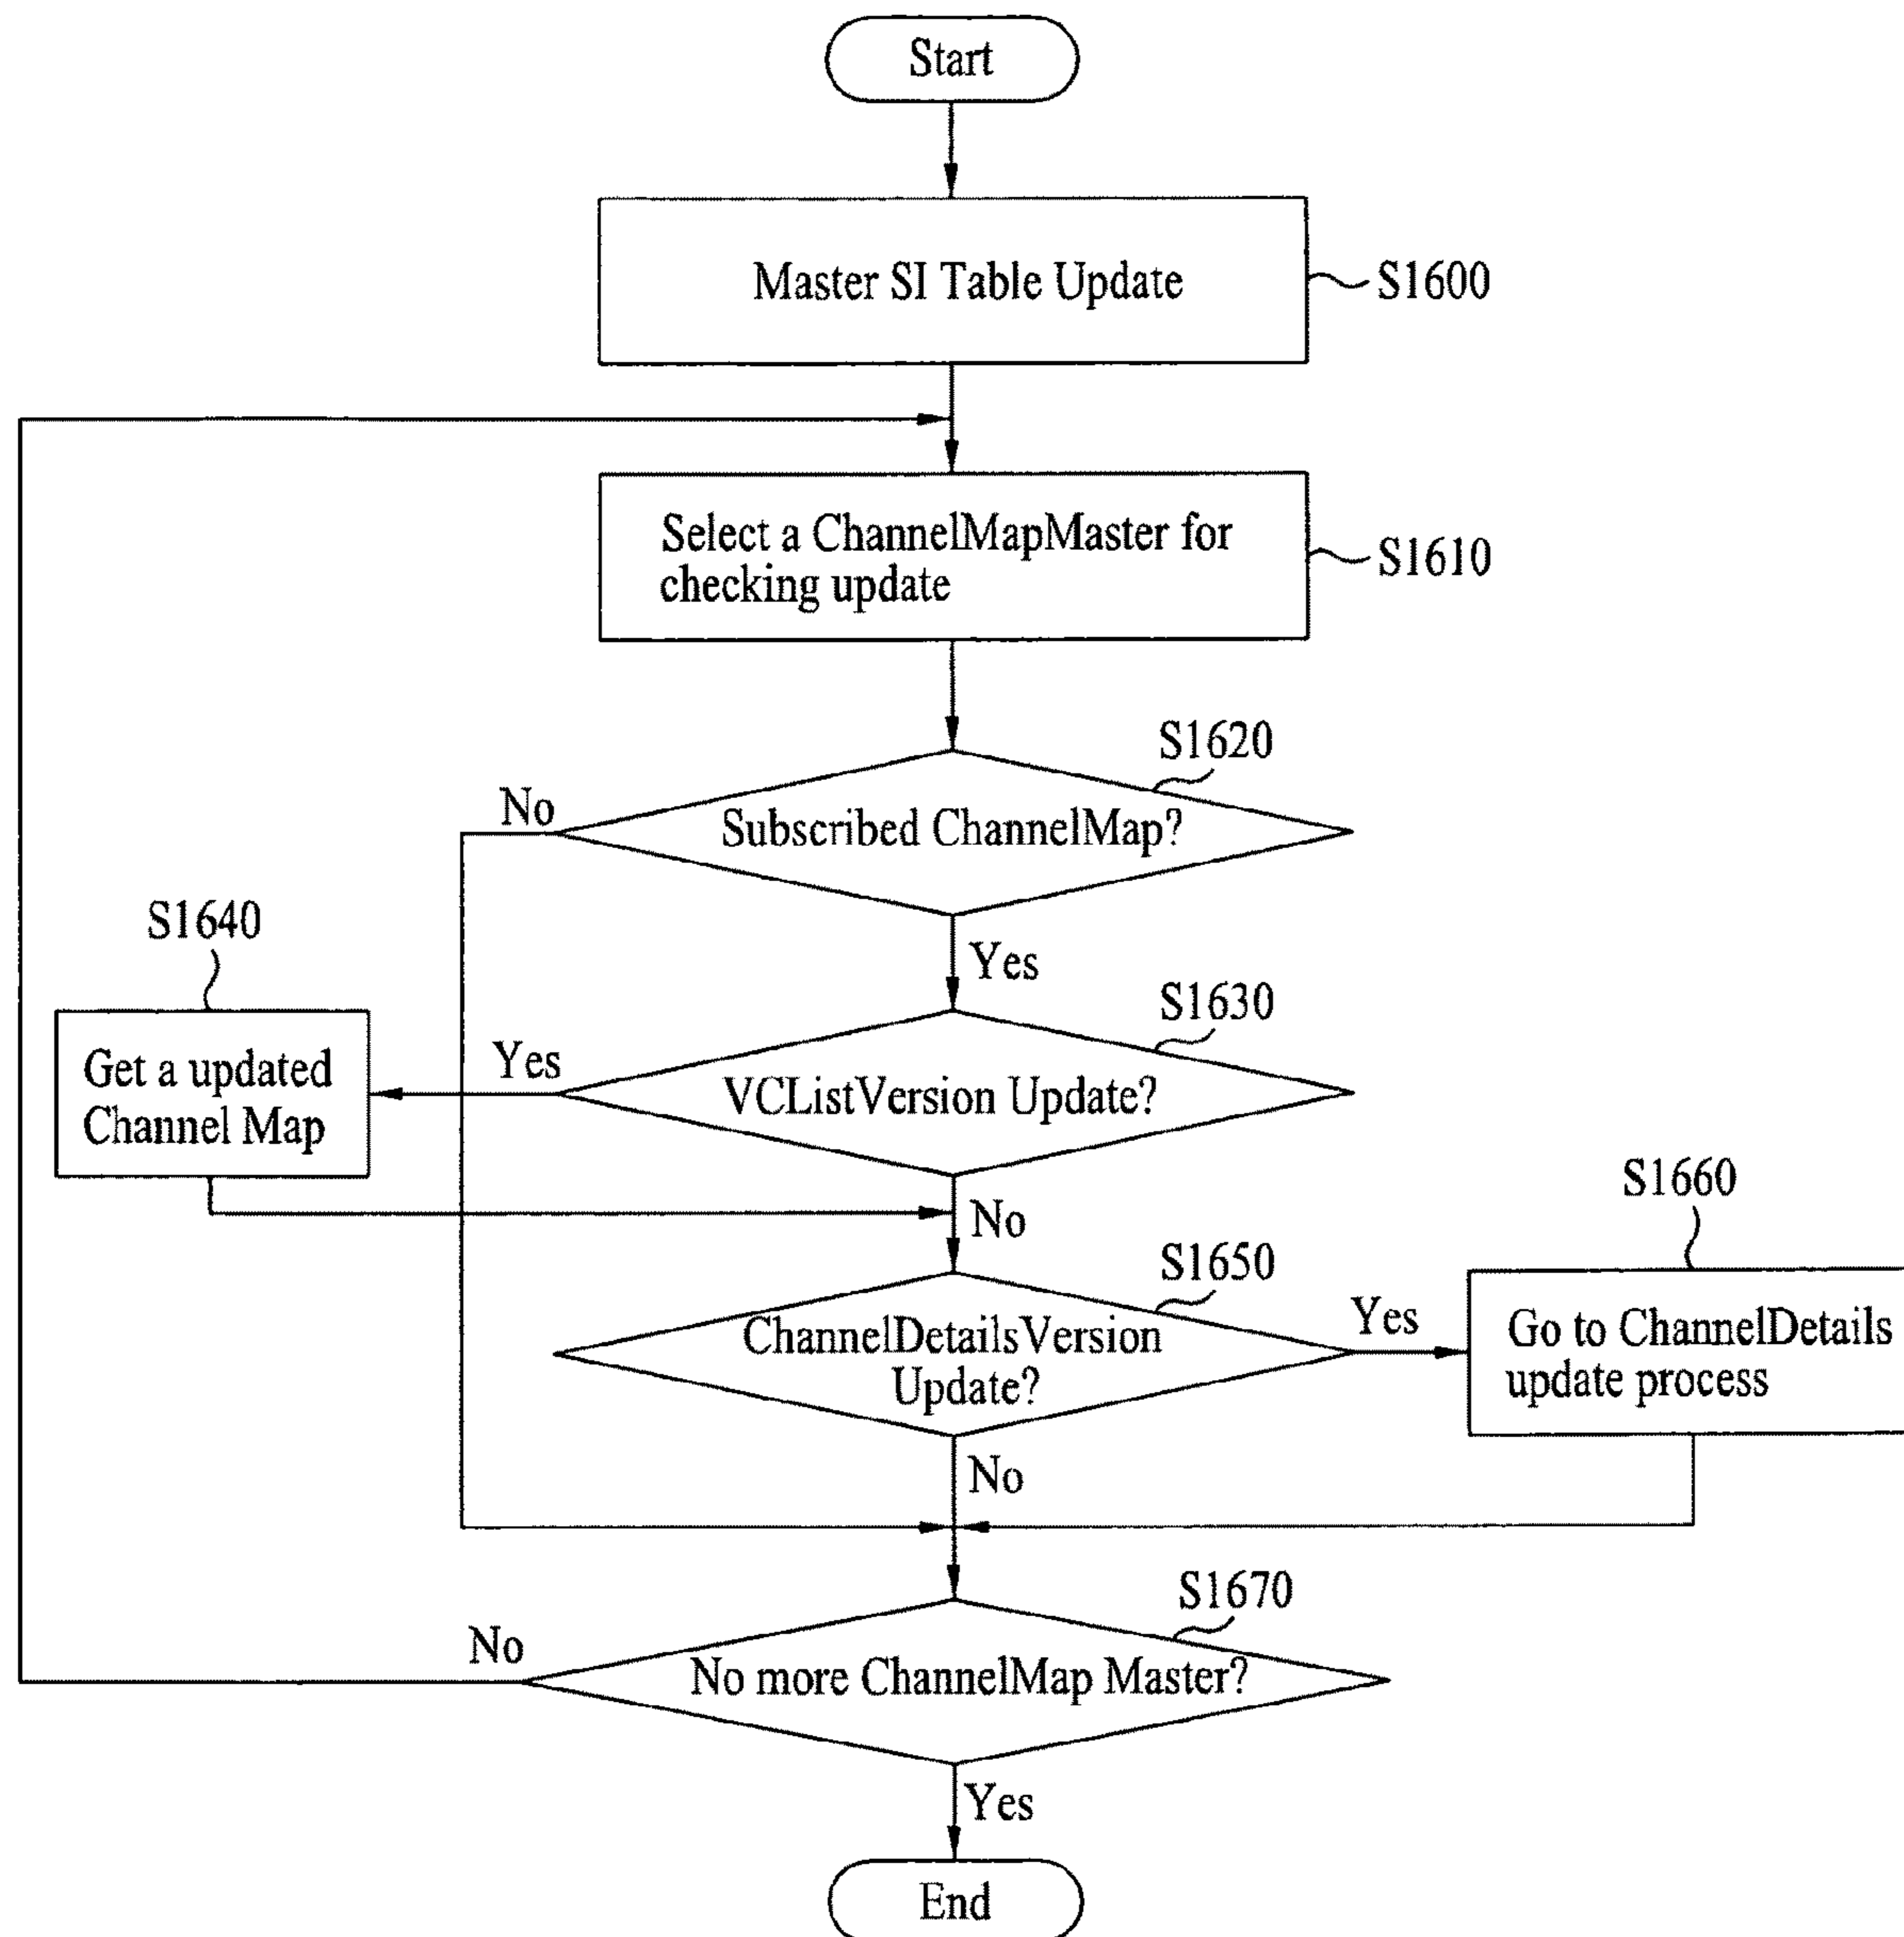 Start
Master SI Table Update
S1600
Select a ChannelMapMaster for
checking update
S1610
S1620
No
Subscribed ChannelMap?
S1640
Yes
S1630
Get a updated
Channel Map
Yes
VCListVersion Update?
No
S1660
S1650
ChannelDetailsVersion
Update?
Yes
Go to ChannelDetails
update process
No
S1670
No
No more ChannelMap Master?
Yes
End